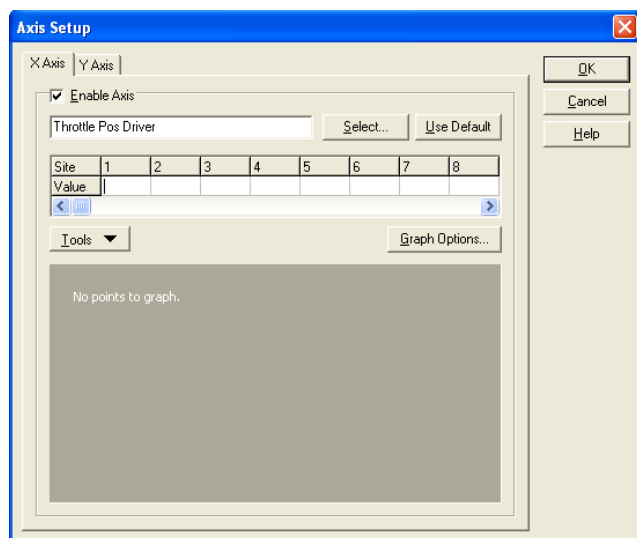 Axis Setup
X Axis Y Axis
OK
Enable Axis
Cancel
Throttle Pos Driver Select... Use Default
Help
Site 1 2 3 4 5 6 7 8
Value
Tools Graph Options...
No points to graph.